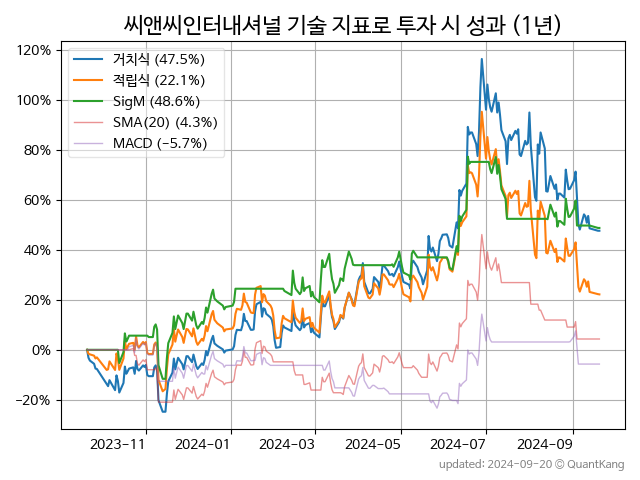 씨앤씨인터내셔널 기술 지표로 투자 시 성과 (1년)
거치식 (47.5%)
적립식 (22.1%)
SigM (48.6%)
SMA(20) (4.3%)
MACD (−5.7%)
120%
100%
80%
60%
40%
20%
0%
−20%
2023−11
2024−01
2024−03
2024−05
2024−07
2024−09
updated: 2024-09-20 © QuantKang